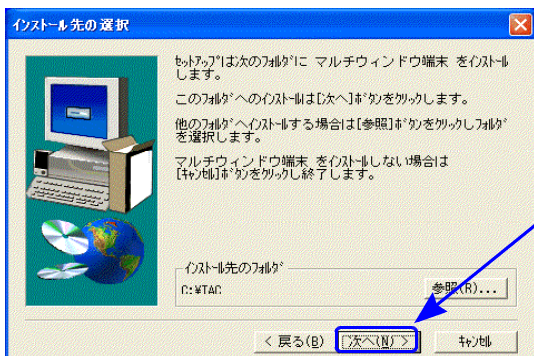 インストール先の選択
ｾｯﾄｱｯﾌﾟは次のﾌｫﾙﾀﾞに マルチウィンドウ端末 をｲﾝｽﾄｰﾙ
します。
このﾌｫﾙﾀﾞへのｲﾝｽﾄｰﾙは[次へ]ﾎﾞﾀﾝをｸﾘｯｸします。
他のﾌｫﾙﾀﾞへｲﾝｽﾄｰﾙする場合は[参照]ﾎﾞﾀﾝをｸﾘｯｸしﾌｫﾙﾀﾞ
を選択します。
マルチウィンドウ端末 をｲﾝｽﾄｰﾙしない場合は
[ｷｬﾝｾﾙ]ﾎﾞﾀﾝをｸﾘｯｸし終了します。
ｲﾝｽﾄｰﾙ先のﾌｫﾙﾀﾞ
C:¥TAC
参照(R)...
< 戻る(B)
次へ(N) >
ｷｬﾝｾﾙ